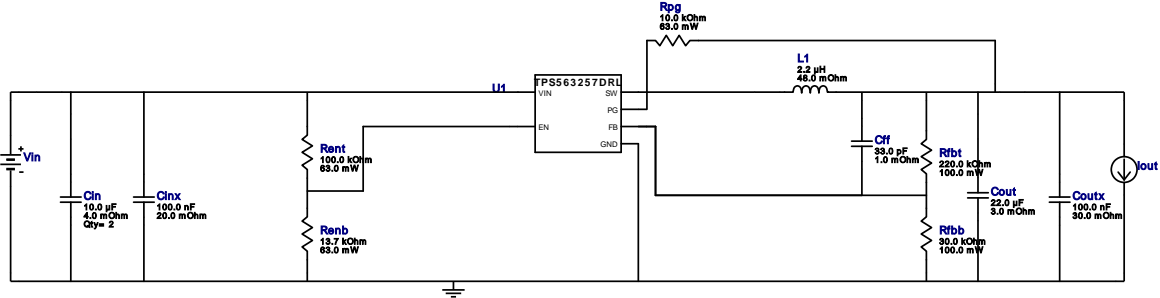 Rpg
10.0 kOhm
63.0 mW
L1
2.2 µH
48.0 mOhm
U1
TPS563257DRL
VIN
SW
PG
EN
FB
GND
+
Vin
-
Cin
10.0 µF
4.0 mOhm
Qty= 2
Cinx
100.0 nF
20.0 mOhm
Rent
100.0 kOhm
63.0 mW
Renb
13.7 kOhm
63.0 mW
Cff
33.0 pF
1.0 mOhm
Rfbt
220.0 kOhm
100.0 mW
Rfbb
30.0 kOhm
100.0 mW
Cout
22.0 µF
3.0 mOhm
Coutx
100.0 nF
30.0 mOhm
Iout